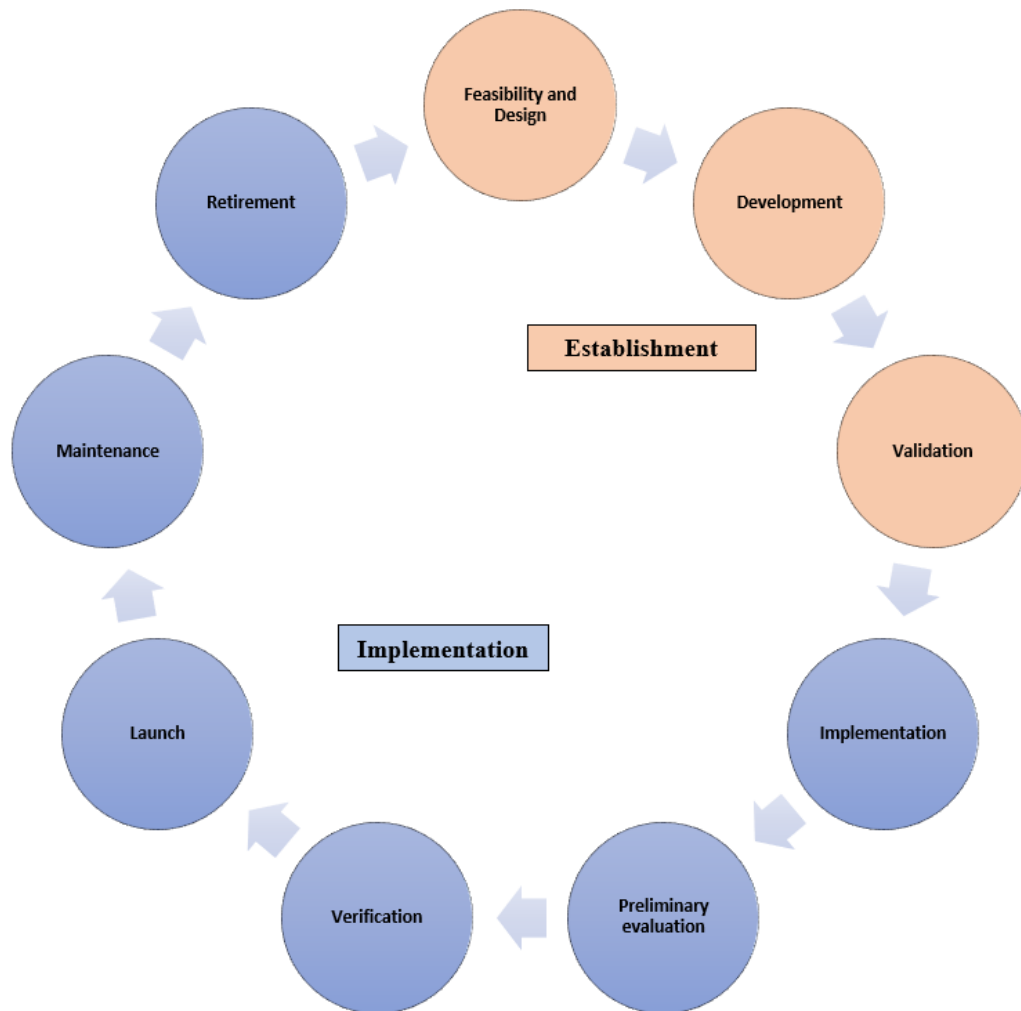 Feasibility and
Design
Development
Validation
Implementation
Preliminary
evaluation
Verification
Launch
Maintenance
Retirement
Establishment
Implementation